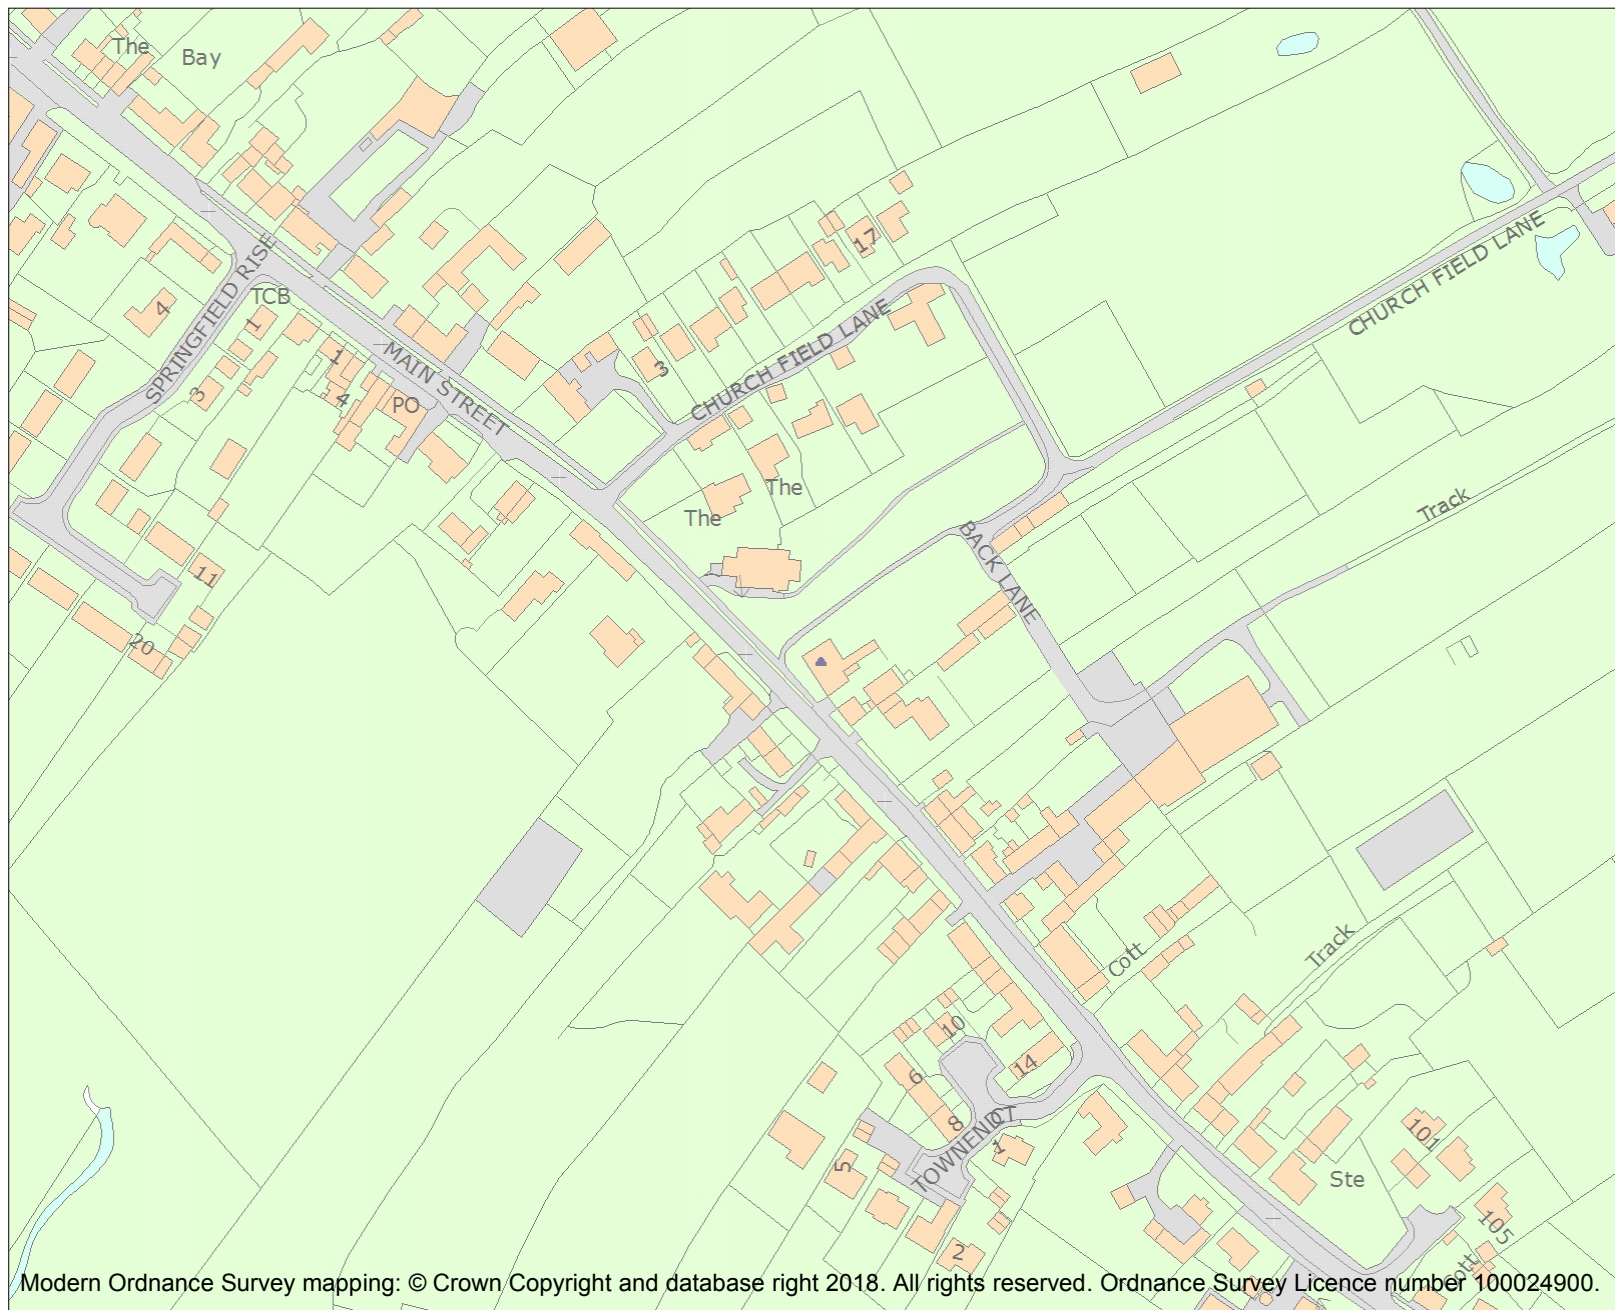 The
Bay
17
SPRINGFIELD RISE
TCB
4
1
3
1
4
MAIN STREET
PO
3
CHURCH FIELD LANE
CHURCH FIELD LANE
The
The
Track
BACK LANE
11
20
Cott
Track
10
14
6
8
TOWNEND CT
1
5
2
101
Ste
105
Cott
Modern Ordnance Survey mapping: © Crown Copyright and database right 2018. All rights reserved. Ordnance Survey Licence number 100024900.